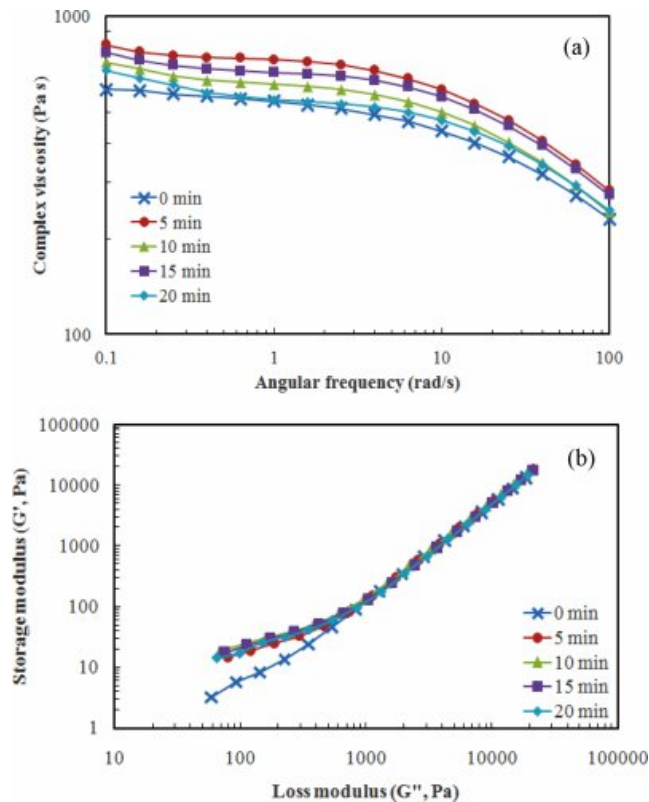 1000
(a)
Complex viscosity (Pa s)
0 min
5 min
10 min
15 min
20 min
100
0.1
1
10
100
Angular frequency (rad/s)
100000
(b)
10000
Storage modulus (G', Pa)
1000
100
0 min
5 min
10 min
15 min
20 min
10
1
10
100
1000
10000
100000
Loss modulus (G", Pa)